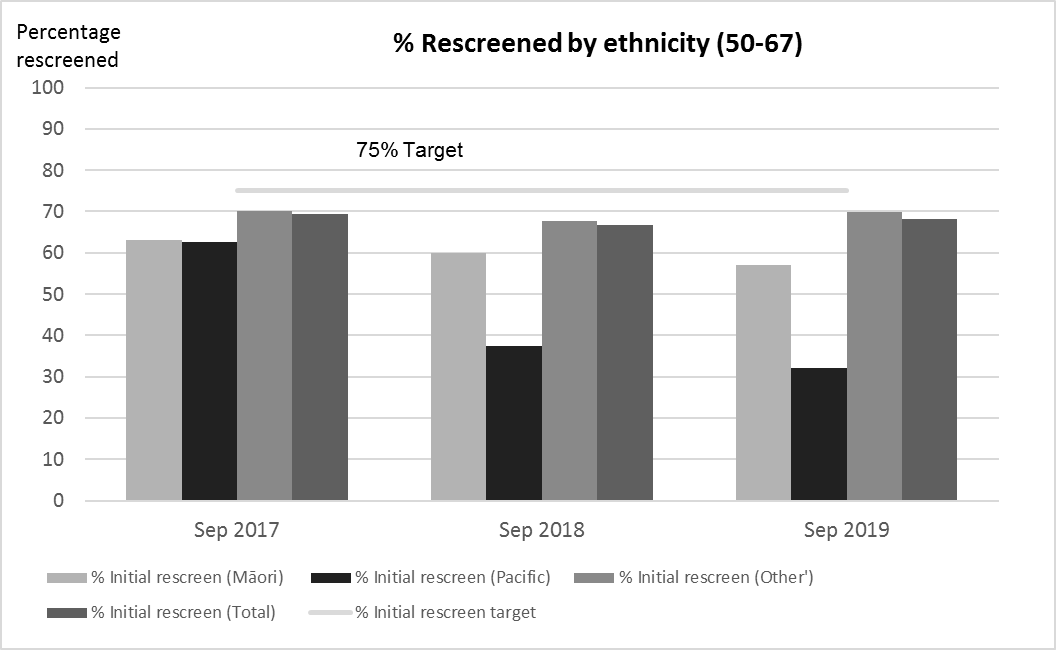 Percentage
rescreened
% Rescreened by ethnicity (50-67)
100
90
80
70
60
50
40
30
20
10
0
75% Target
Sep 2017
Sep 2018
Sep 2019
% Initial rescreen (Māori)
% Initial rescreen (Pacific)
% Initial rescreen (Other')
% Initial rescreen (Total)
% Initial rescreen target